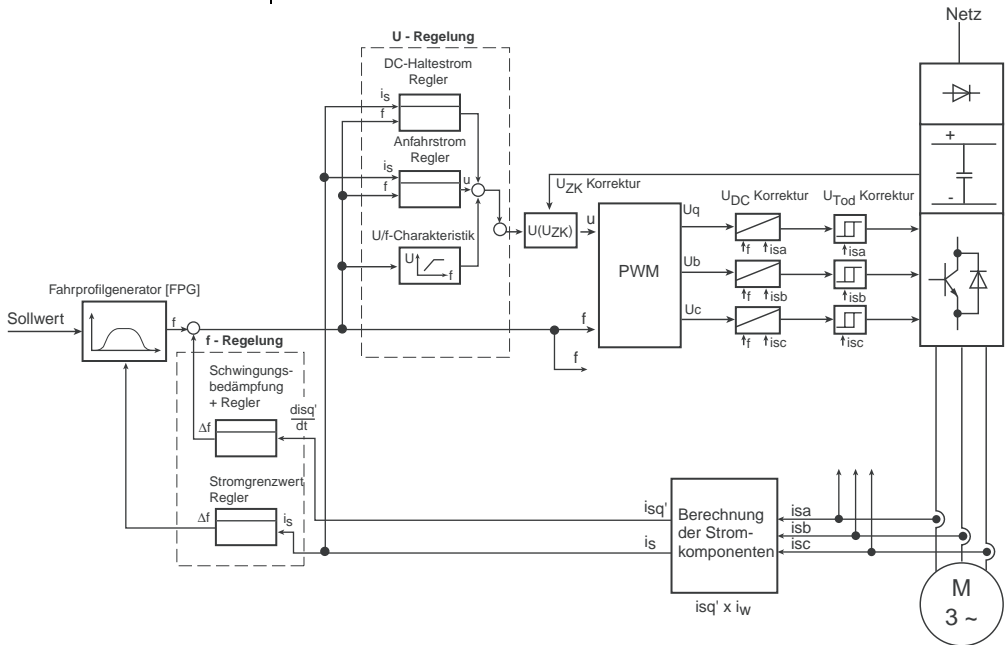 Netz
U - Regelung
DC-Haltestrom
Regler
is
f
Anfahrstrom
Regler
is
f
u
U/f-Charakteristik
U
f
UZK Korrektur
U(UZK)
u
PWM
Uq
Ub
Uc
UDC Korrektur
UTod Korrektur
f
isa
isa
f
isb
isb
f
isc
isc
+
-
Fahrprofilgenerator [FPG]
Sollwert
f
f
f
f - Regelung
Schwingungs-
bedämpfung
+ Regler
Δf
disq'
dt
Stromgrenzwert
Regler
Δf
is
isq'
is
Berechnung
der Strom-
komponenten
isa
isb
isc
isq' x iw
M
3 ~